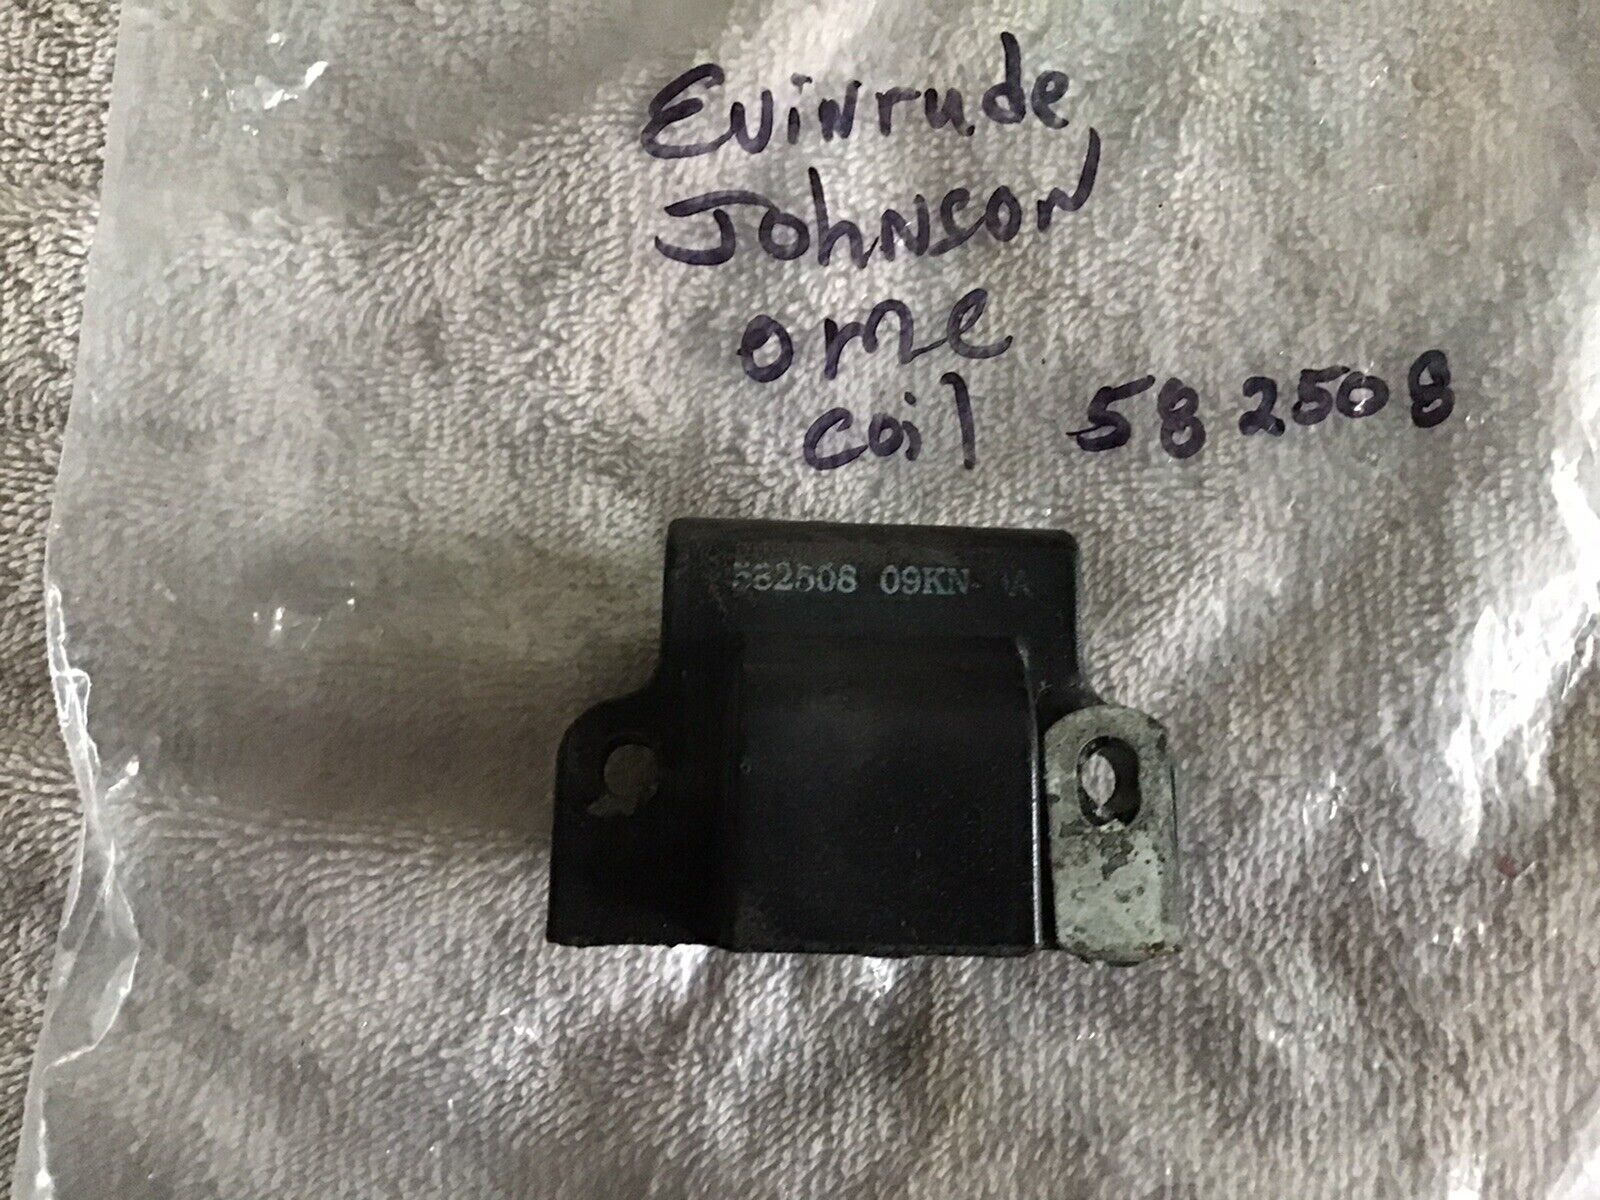 Evinrude
Johnson
omc
coil 582508
582508 09KN